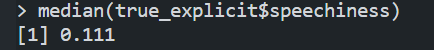 > median(true_explicit$speechiness)
[1] 0.111